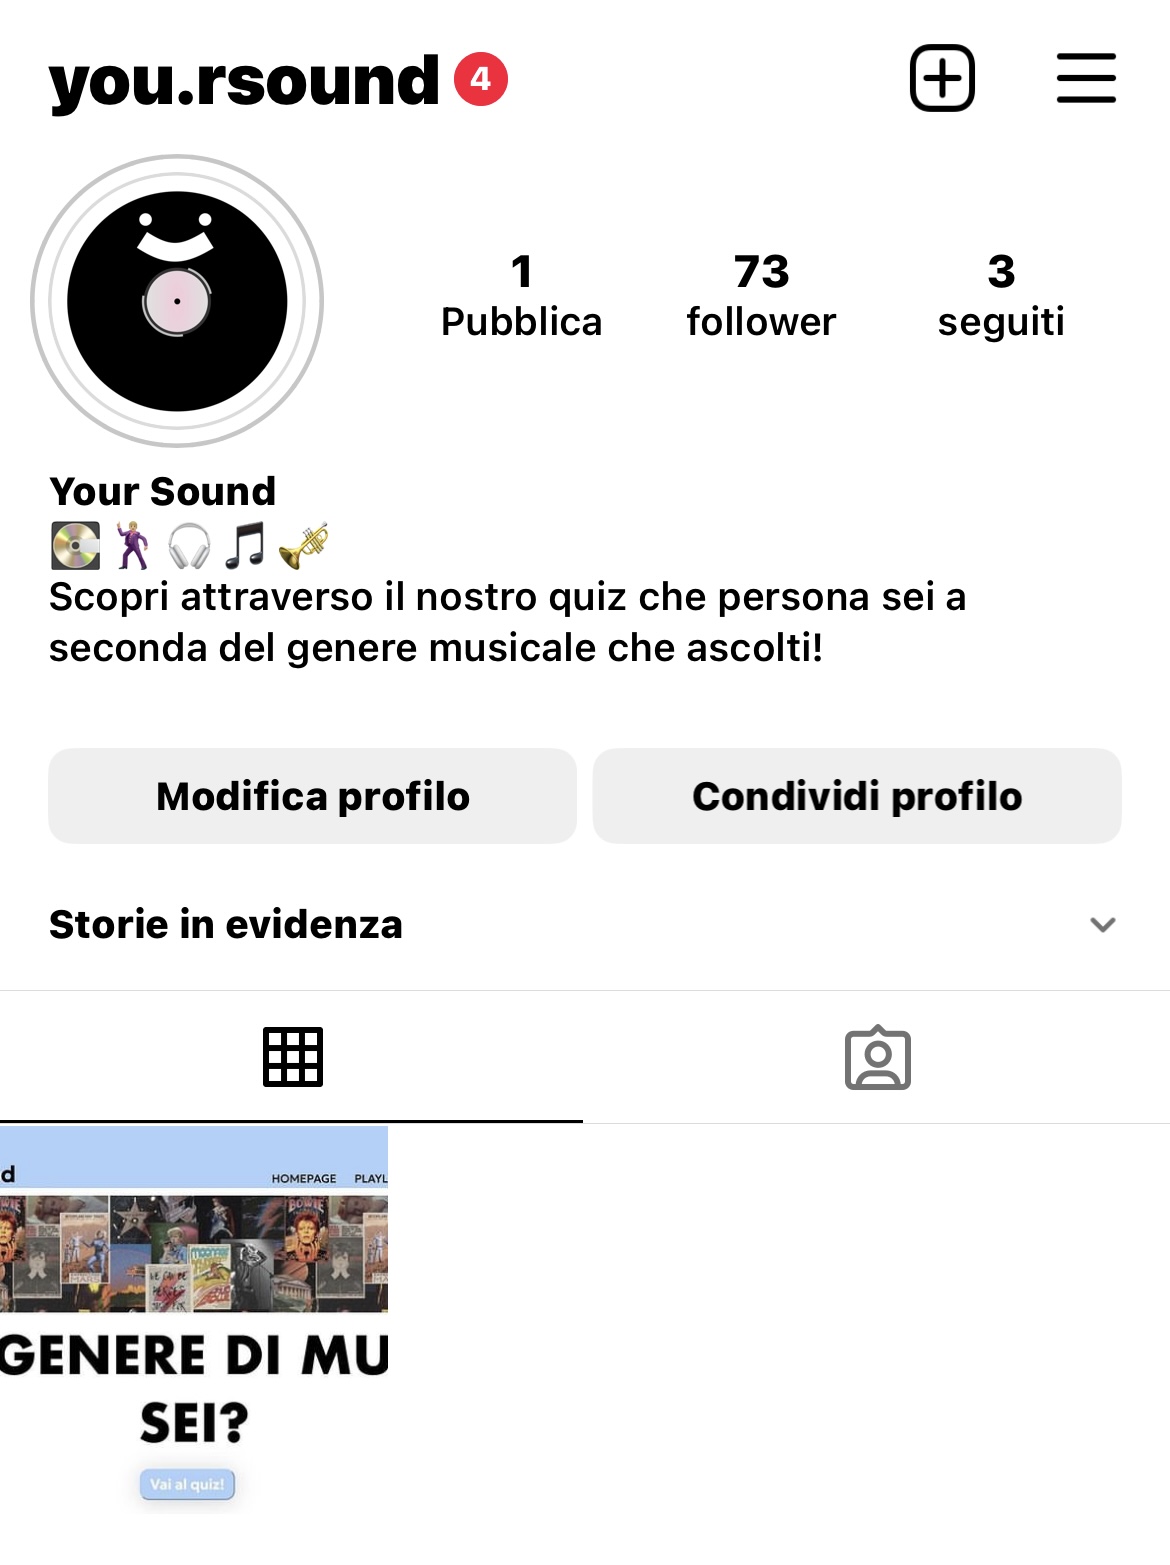 you.rsound 4
1 73 3
Pubblica follower seguiti
Your Sound
Scopri attraverso il nostro quiz che persona sei a
seconda del genere musicale che ascolti!
Modifica profilo Condividi profilo
Storie in evidenza
d HOMEPAGE PLAYL
BOWIE BOWIE
GENERE DI MU
SEI?
Vai al quiz!